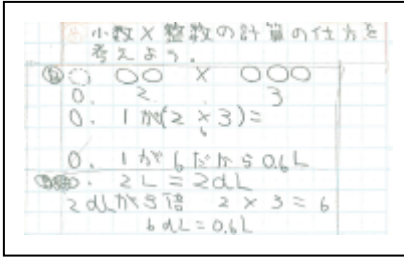 小数×整数の計算の仕方を
考えよう。
○ ○○ × ○○○
0. 2 3
0. 1が(2×3)=
6
0. 1が6だから0.6L
0. 2L=2dL
2dLが3倍 2×3=6
6dL=0.6L